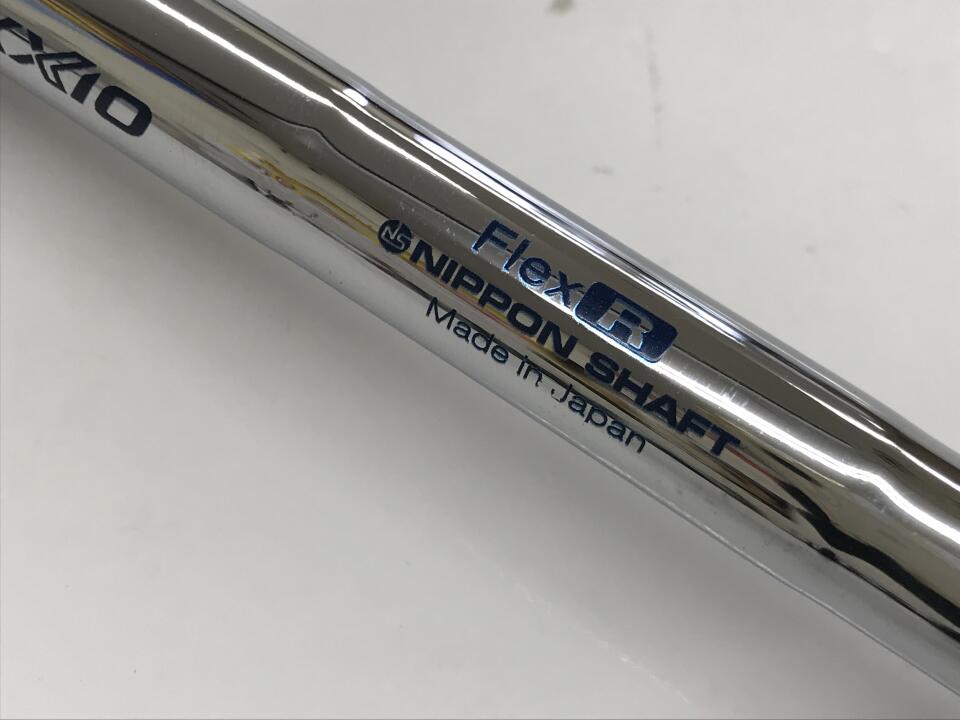 XXIO
Flex R
NS NIPPON SHAFT
Made in Japan